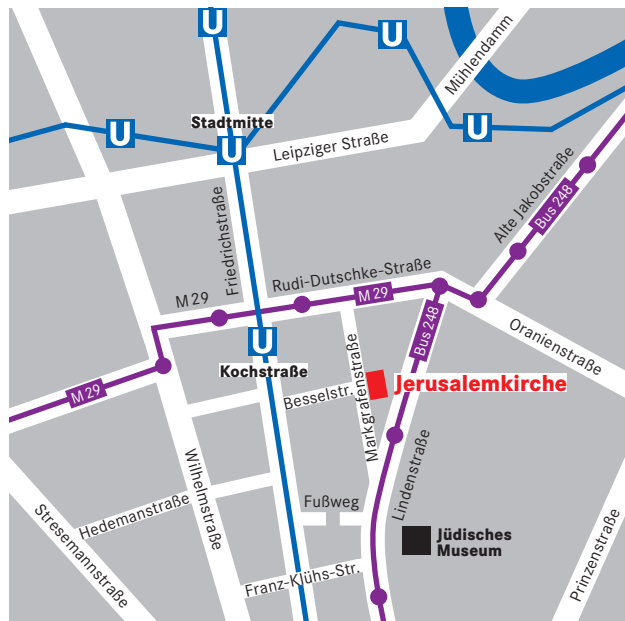 U
U
Mühlendamm
Stadtmitte
U
U
U
Leipziger Straße
Alte Jakobstraße
Bus 248
Friedrichstraße
Rudi-Dutschke-Straße
M 29
M 29
Bus 248
Oranienstraße
U
Kochstraße
Markgrafenstraße
Jerusalemkirche
Besselstr.
M 29
Wilhelmstraße
Lindenstraße
Hedemanstraße
Fußweg
Stresemannstraße
Jüdisches
Museum
Franz-Klühs-Str.
Prinzenstraße